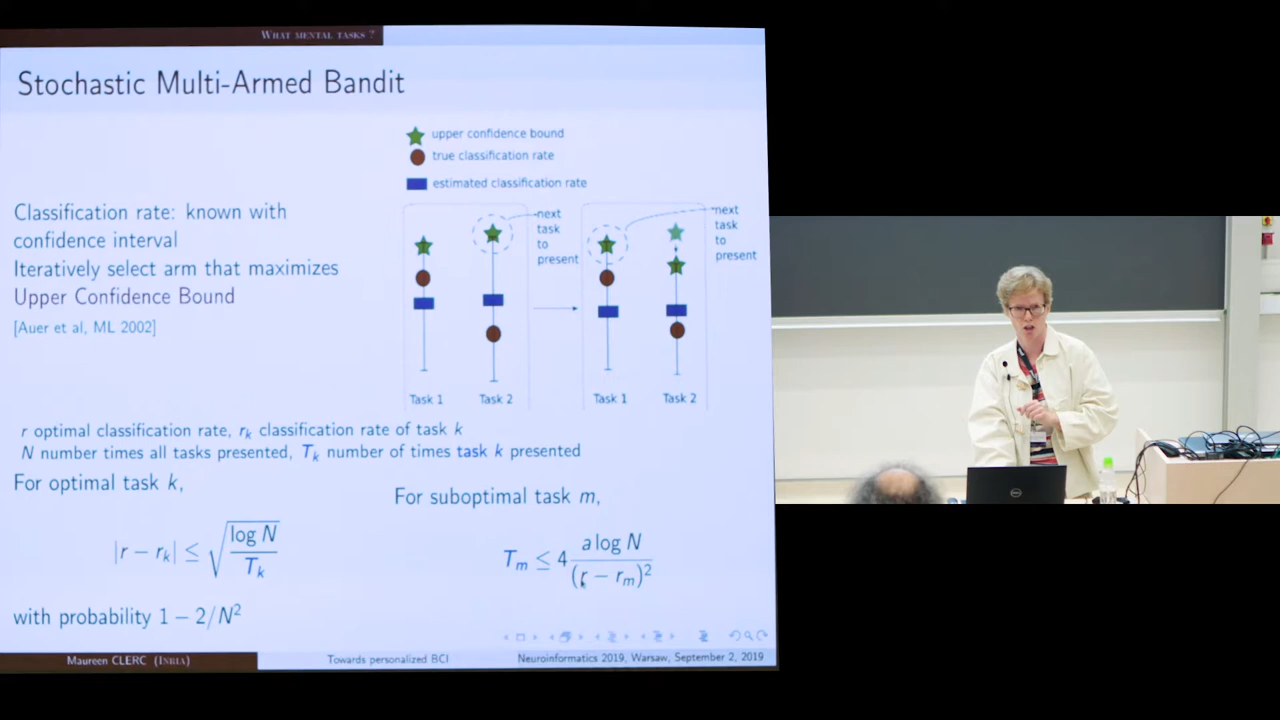 WHAT MENTAL TASKS ?
Stochastic Multi-Armed Bandit
upper confidence bound
true classification rate
estimated classification rate
Classification rate: known with
confidence interval
Iteratively select arm that maximizes
Upper Confidence Bound
[Auer et al, ML 2002]
next
task
to
present
next
task
to
present
Task 1
Task 2
Task 1
Task 2
r optimal classification rate, r_k classification rate of task k
N number times all tasks presented, T_k number of times task k presented
For optimal task k,
For suboptimal task m,
|r − r_k| ≤ √(log N / T_k)
T_m ≤ 4 a log N / (r − r_m)²
with probability 1 − 2/N²
Maureen CLERC (INRIA)
Towards personalized BCI
Neuroinformatics 2019, Warsaw, September 2, 2019
DELL